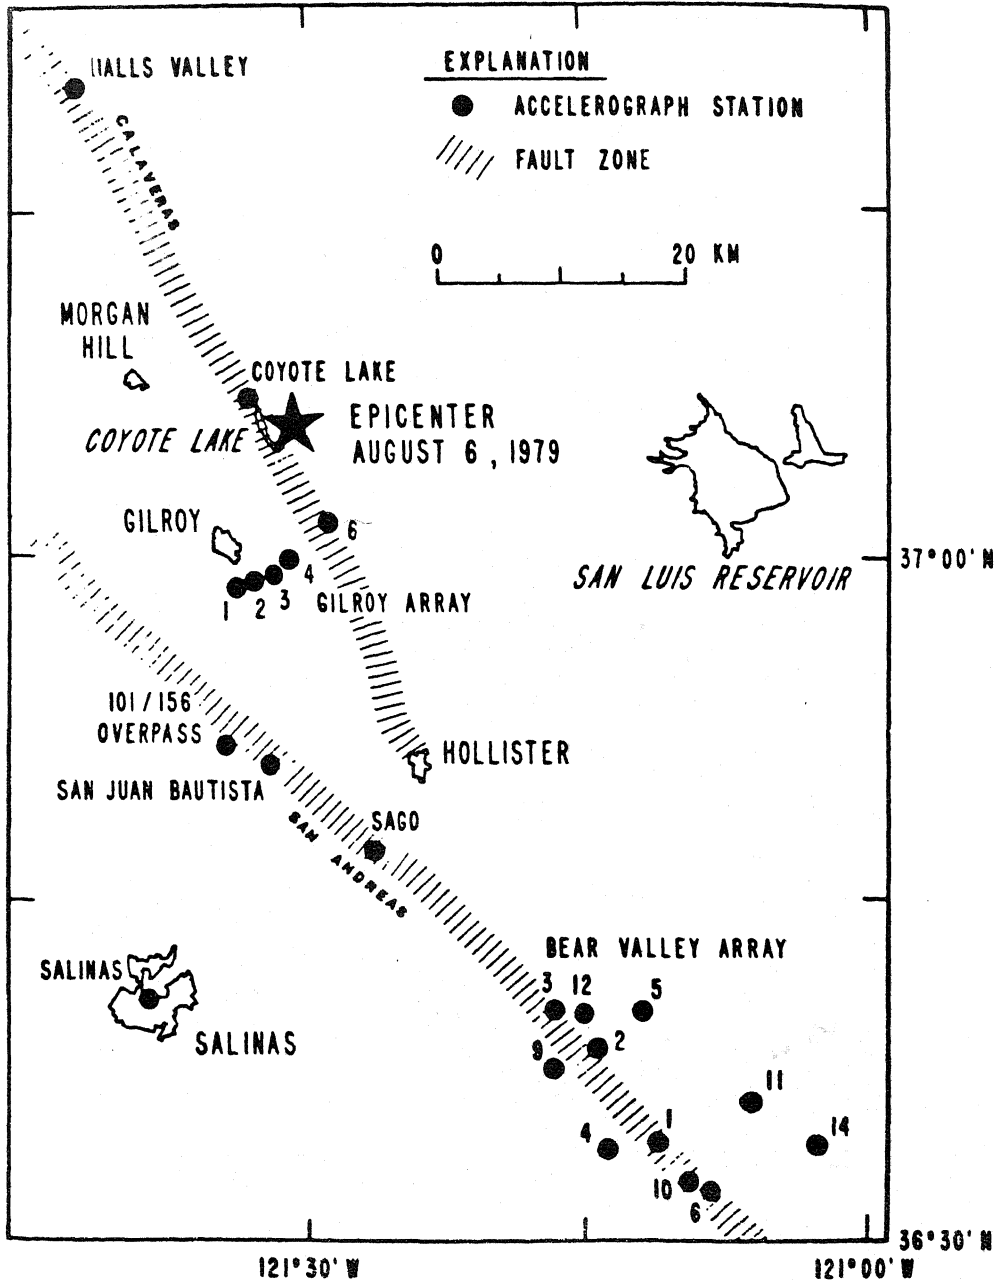 HALLS VALLEY
EXPLANATION
ACCELEROGRAPH STATION
FAULT ZONE
CALAVERAS
0 20 KM
MORGAN
HILL
COYOTE LAKE
EPICENTER
AUGUST 6, 1979
COYOTE LAKE
GILROY
6
4
3
2
1
GILROY ARRAY
SAN LUIS RESERVOIR
37°00'N
101/156
OVERPASS
SAN JUAN BAUTISTA
HOLLISTER
SAGO
SAN ANDREAS
BEAR VALLEY ARRAY
3 12 5
2
9
SALINAS
SALINAS
11
14
1
4
10
6
36°30'N
121°30'W
121°00'W